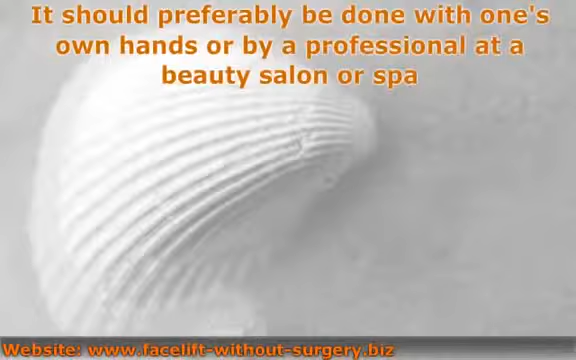 It should preferably be done with one's
own hands or by a professional at a
beauty salon or spa
Website: www.facelift-without-surgery.biz